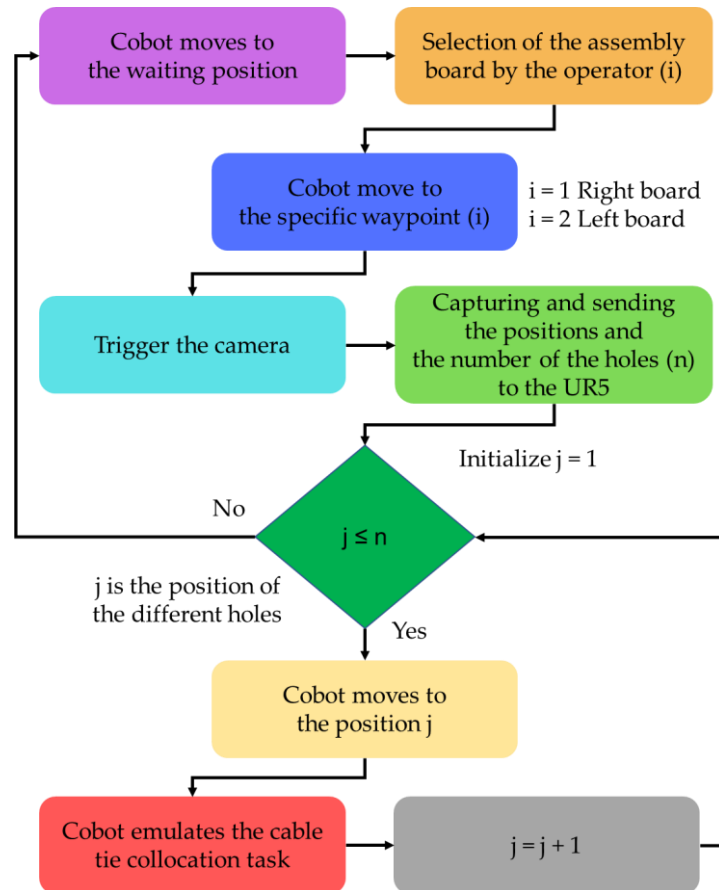 Cobot moves to
the waiting position
Selection of the assembly
board by the operator (i)
Cobot move to
the specific waypoint (i)
i = 1 Right board
i = 2 Left board
Trigger the camera
Capturing and sending
the positions and
the number of the holes (n)
to the UR5
Initialize j = 1
No
j ≤ n
j is the position of
the different holes
Yes
Cobot moves to
the position j
Cobot emulates the cable
tie collocation task
j = j + 1